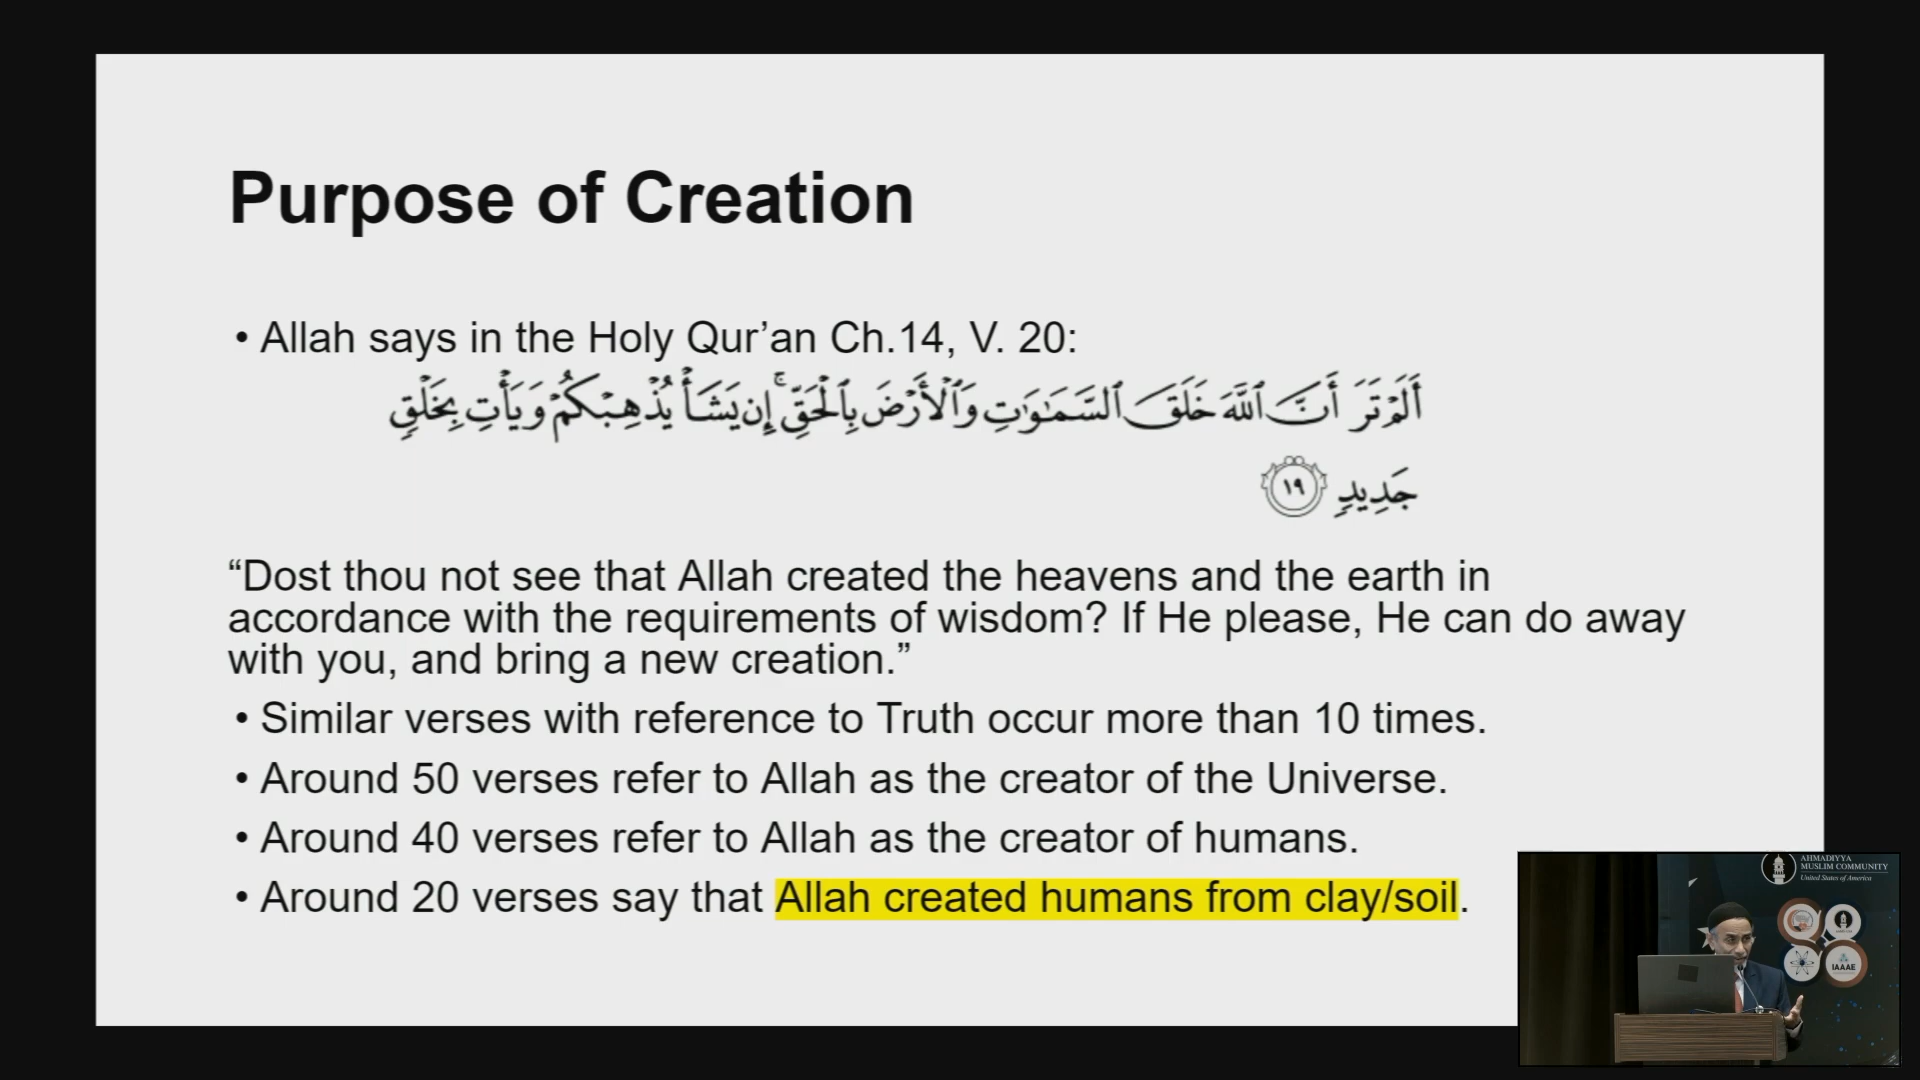 Purpose of Creation
• Allah says in the Holy Qur’an Ch.14, V. 20:
أَلَمْ تَرَ أَنَّ ٱللَّهَ خَلَقَ ٱلسَّمَـٰوَٰتِ وَٱلْأَرْضَ بِٱلْحَقِّ ۚ إِن يَشَأْ يُذْهِبْكُمْ وَيَأْتِ بِخَلْقٍ
جَدِيدٍ ١٩
“Dost thou not see that Allah created the heavens and the earth in
accordance with the requirements of wisdom? If He please, He can do away
with you, and bring a new creation.”
• Similar verses with reference to Truth occur more than 10 times.
• Around 50 verses refer to Allah as the creator of the Universe.
• Around 40 verses refer to Allah as the creator of humans.
• Around 20 verses say that Allah created humans from clay/soil.
AHMADIYYA
MUSLIM COMMUNITY
United States of America
IAAAE